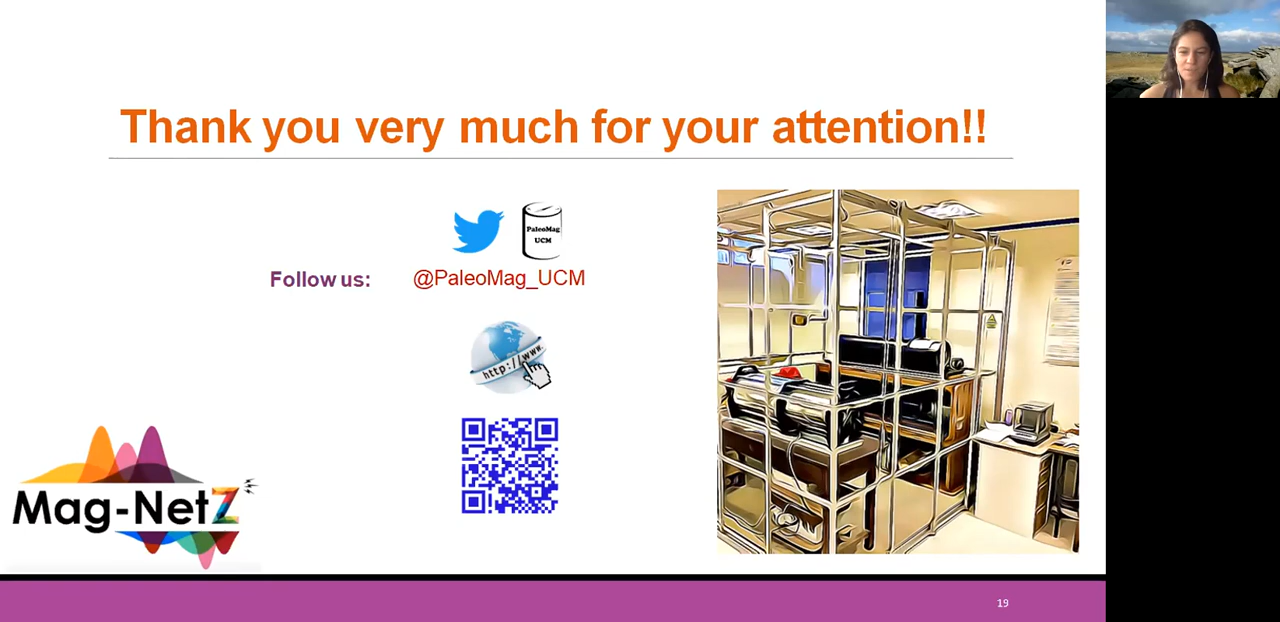 Thank you very much for your attention!!
PaleoMag
UCM
Follow us:
@PaleoMag_UCM
http://www.
Mag-NetZ
19